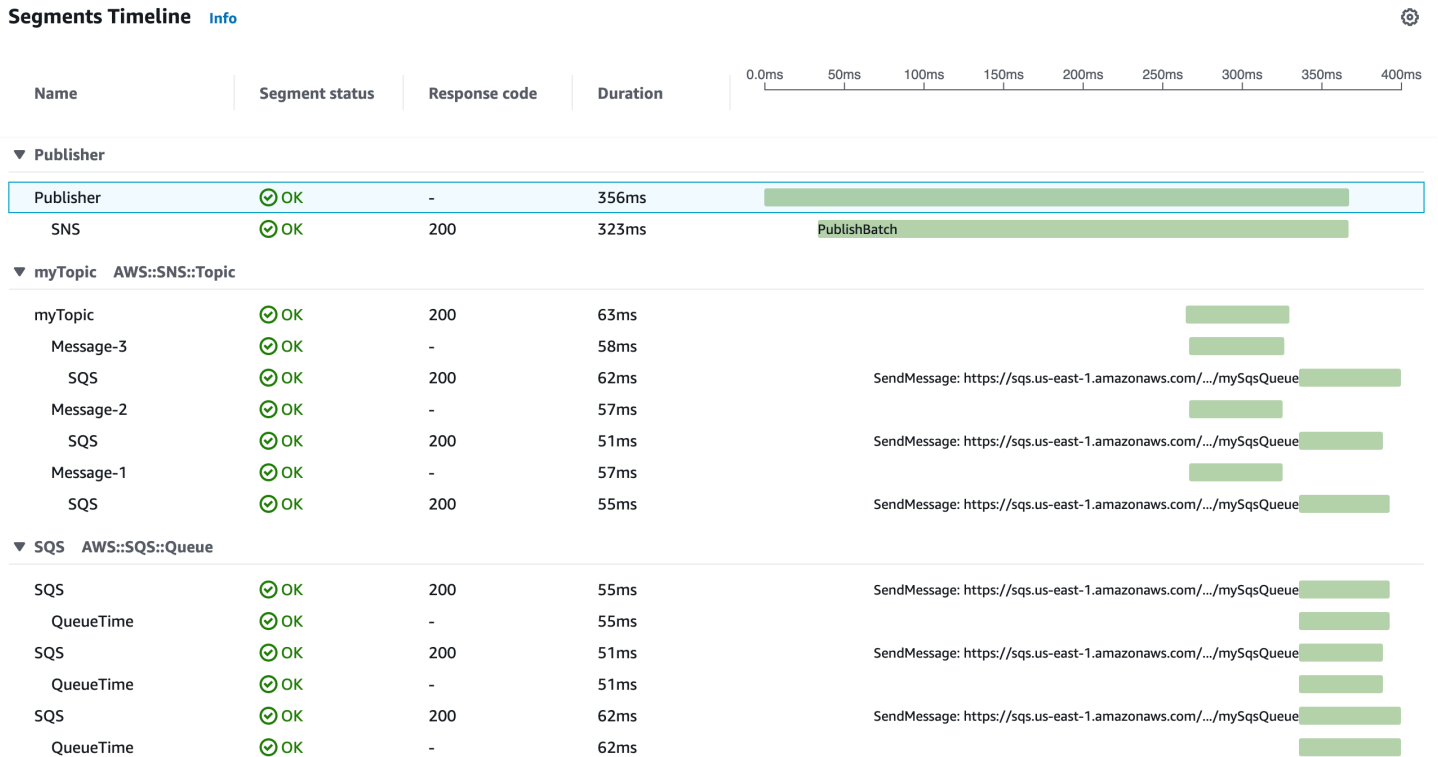 Segments Timeline Info
0.0ms 50ms 100ms 150ms 200ms 250ms 300ms 350ms 400ms
Name Segment status Response code Duration
Publisher
Publisher OK - 356ms
SNS OK 200 323ms PublishBatch
myTopic AWS::SNS::Topic
myTopic OK 200 63ms
Message-3 OK - 58ms
SQS OK 200 62ms SendMessage: https://sqs.us-east-1.amazonaws.com/.../mySqsQueue
Message-2 OK - 57ms
SQS OK 200 51ms SendMessage: https://sqs.us-east-1.amazonaws.com/.../mySqsQueue
Message-1 OK - 57ms
SQS OK 200 55ms SendMessage: https://sqs.us-east-1.amazonaws.com/.../mySqsQueue
SQS AWS::SQS::Queue
SQS OK 200 55ms SendMessage: https://sqs.us-east-1.amazonaws.com/.../mySqsQueue
QueueTime OK - 55ms
SQS OK 200 51ms SendMessage: https://sqs.us-east-1.amazonaws.com/.../mySqsQueue
QueueTime OK - 51ms
SQS OK 200 62ms SendMessage: https://sqs.us-east-1.amazonaws.com/.../mySqsQueue
QueueTime OK - 62ms